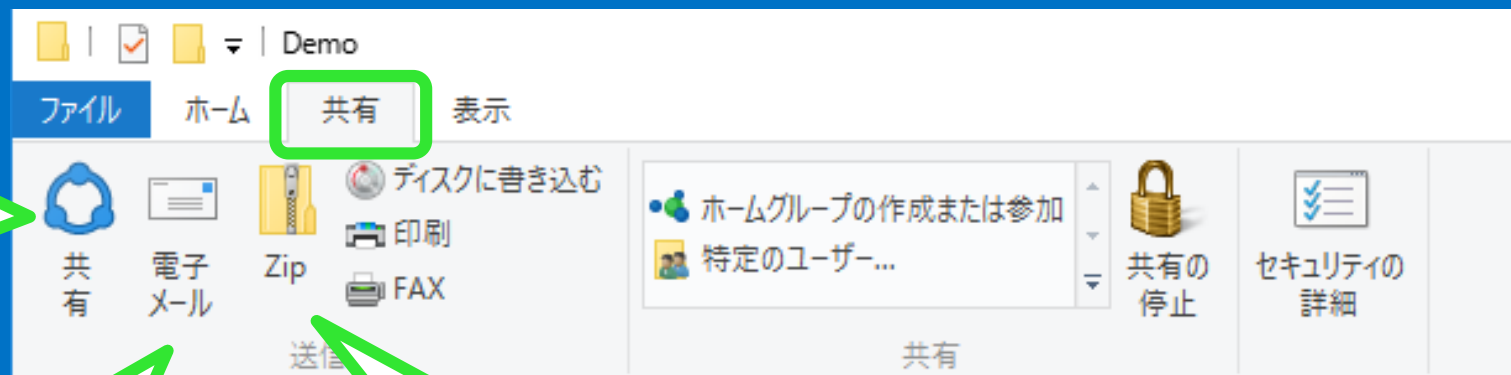 Demo
ファイル ホーム 共有 表示
共
有
電子
メール
Zip
ディスクに書き込む
印刷
FAX
送信
ホームグループの作成または参加
特定のユーザー...
共有
共有の
停止
セキュリティの
詳細